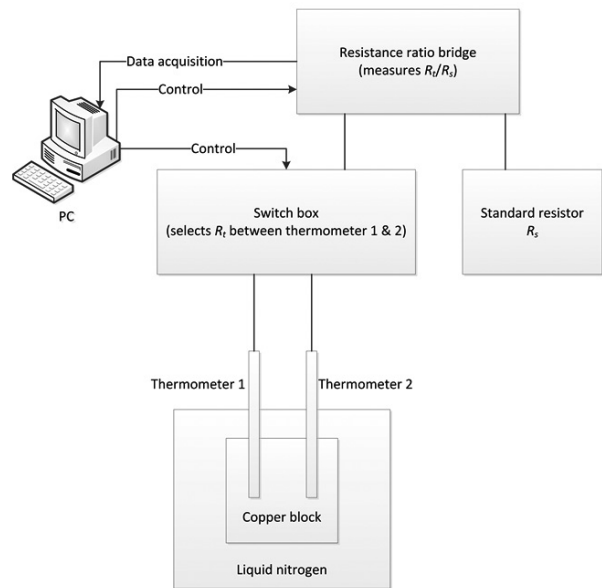 Resistance ratio bridge
(measures Rt/Rs)
Data acquisition
Control
Control
PC
Switch box
(selects Rt between thermometer 1 & 2)
Standard resistor
Rs
Thermometer 1
Thermometer 2
Copper block
Liquid nitrogen